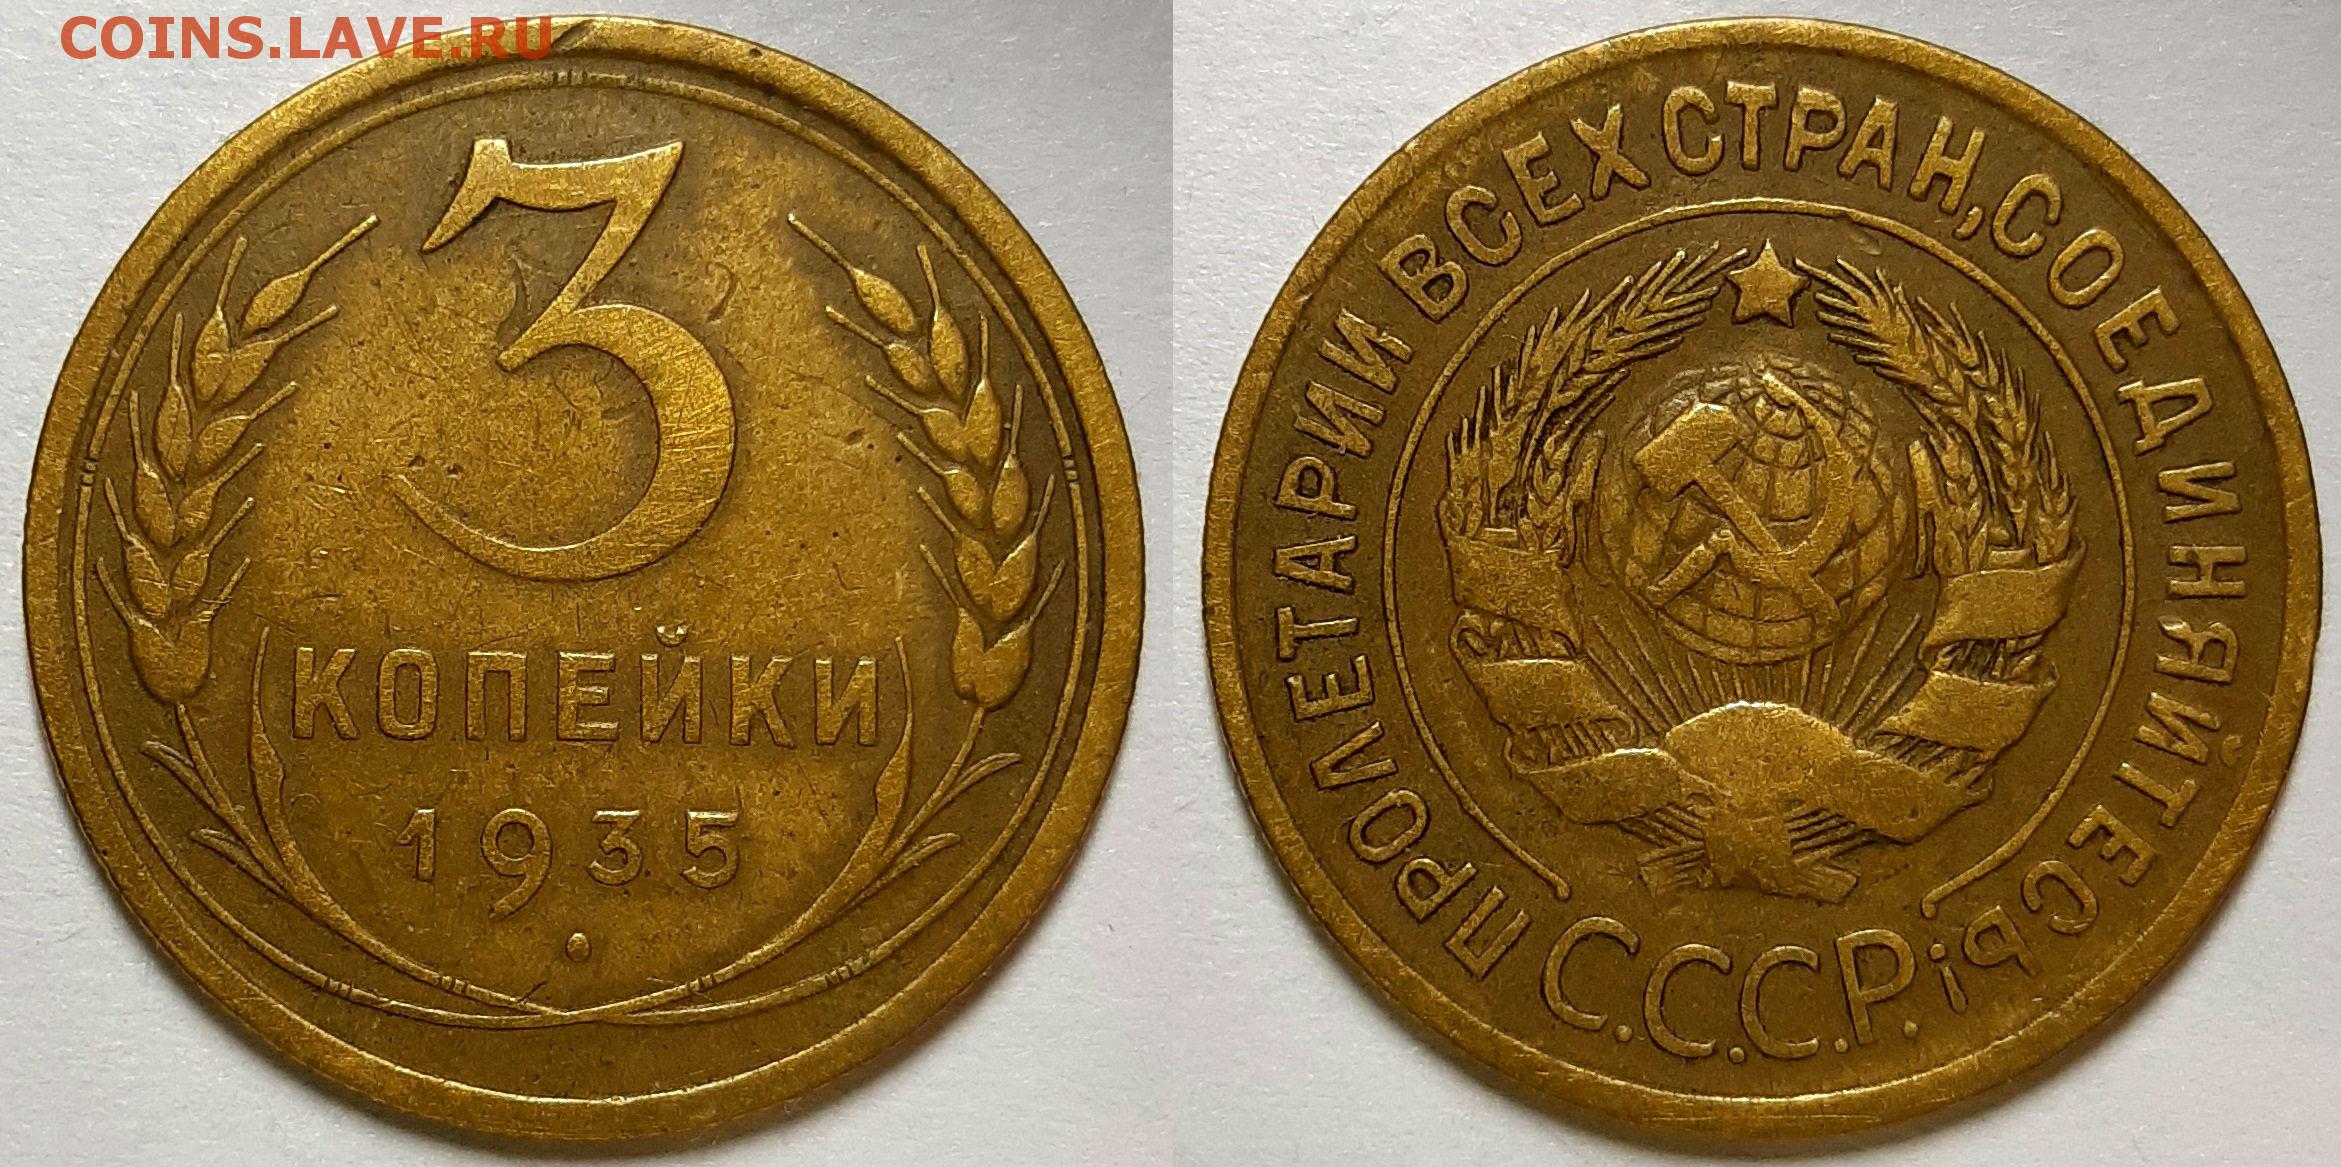 COINS.LAVE.RU
3
КОПЕЙКИ
1935
ПРОЛЕТАРИИ ВСЕХ СТРАН, СОЕДИНЯЙТЕСЬ!
С.С.С.Р.